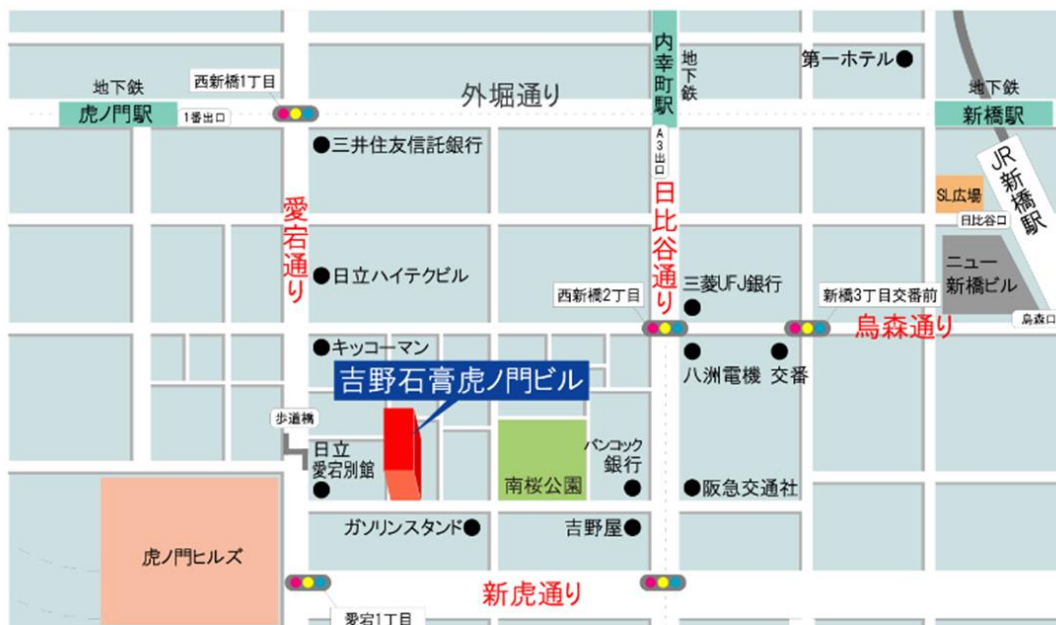 西新橋1丁目
地下鉄
虎ノ門駅
1番出口
外堀通り
内幸町駅
地下鉄
A3出口
第一ホテル
地下鉄
新橋駅
JR新橋駅
三井住友信託銀行
愛宕通り
日比谷通り
SL広場
日比谷口
日立ハイテクビル
西新橋2丁目
三菱UFJ銀行
新橋3丁目交番前
ニュー
新橋ビル
烏森口
烏森通り
キッコーマン
八洲電機
交番
吉野石膏虎ノ門ビル
歩道橋
日立
愛宕別館
南桜公園
バンコック
銀行
阪急交通社
ガソリンスタンド
吉野屋
虎ノ門ヒルズ
新虎通り
愛宕1丁目